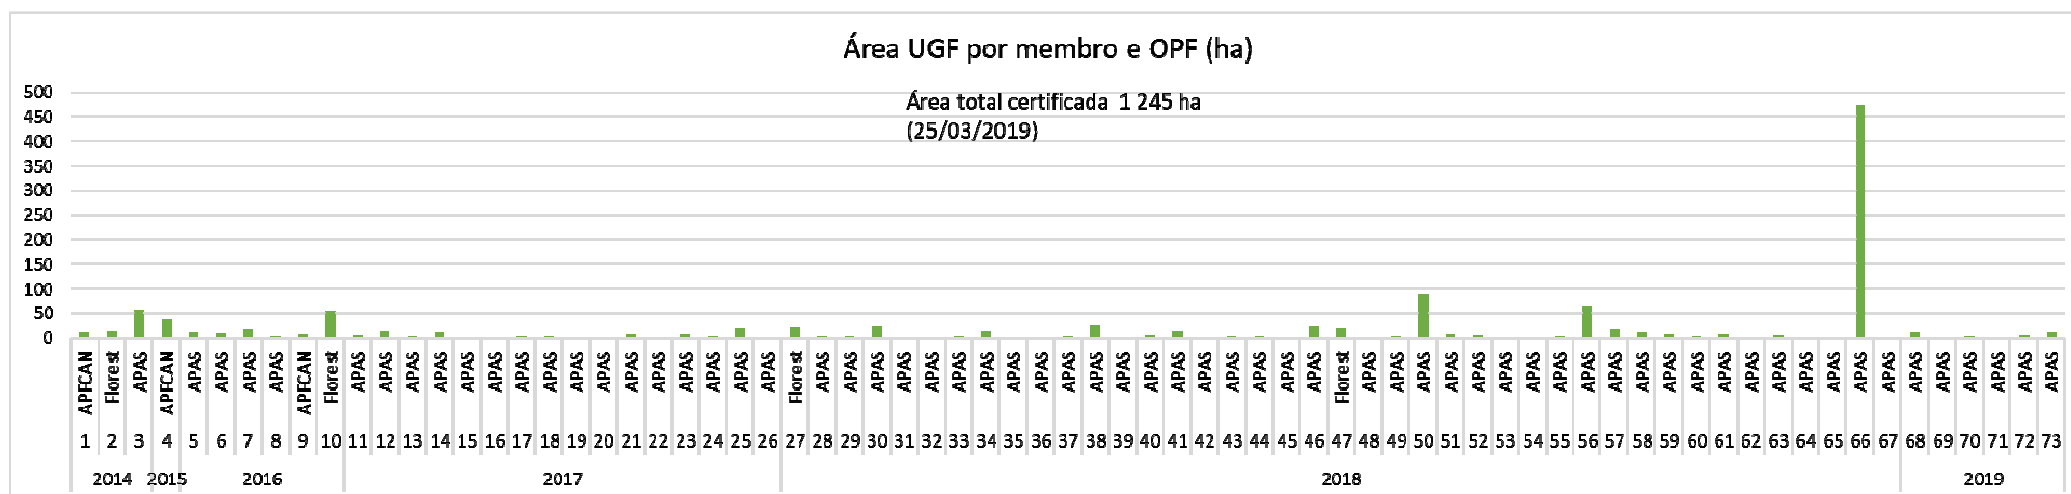 Área UGF por membro e OPF (ha)
Área total certificada 1 245 ha
(25/03/2019)
500
450
400
350
300
250
200
150
100
50
0
APFCAN Florest APAS APFCAN APAS APAS APAS APAS APFCAN Florest APAS APAS APAS APAS APAS APAS APAS APAS APAS APAS APAS APAS APAS APAS APAS APAS Florest APAS APAS APAS APAS APAS APAS APAS APAS APAS APAS APAS APAS APAS APAS APAS APAS APAS APAS APAS Florest APAS APAS APAS APAS APAS APAS APAS APAS APAS APAS APAS APAS APAS APAS APAS APAS APAS APAS APAS APAS APAS APAS APAS APAS APAS APAS
1 2 3 4 5 6 7 8 9 10 11 12 13 14 15 16 17 18 19 20 21 22 23 24 25 26 27 28 29 30 31 32 33 34 35 36 37 38 39 40 41 42 43 44 45 46 47 48 49 50 51 52 53 54 55 56 57 58 59 60 61 62 63 64 65 66 67 68 69 70 71 72 73
2014 2015 2016 2017 2018 2019